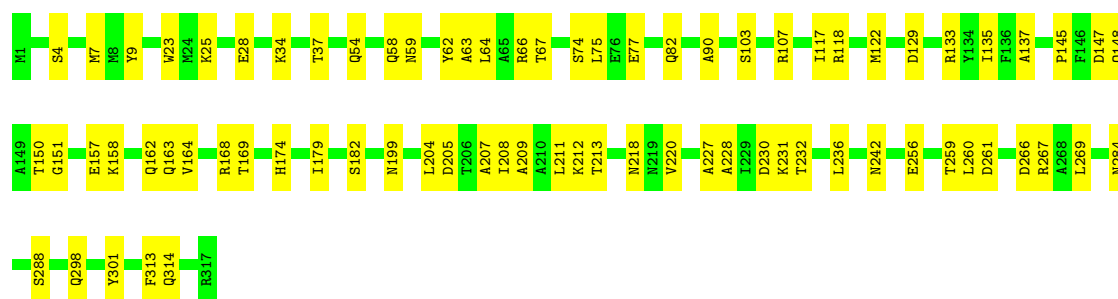 M1 S4 M7 M8 Y9 W23 M24 K25 E28 K34 T37 Q54 Q58 N59 Y62 A63 L64 A65 R66 T67 S74 L75 E76 E77 Q82 A90 S103 R107 I117 R118 M122 D129 R133 Y134 I135 F136 A137 P145 F146 D147 Q148
A149 T150 G151 E157 K158 Q162 Q163 V164 R168 T169 H174 I179 S182 N199 L204 D205 T206 A207 I208 A209 A210 L211 K212 T213 N218 N219 V220 A227 A228 I229 D230 K231 T232 L236 N242 E256 T259 L260 D261 D266 R267 A268 L269 N284
S288 Q298 Y301 F313 Q314 R317